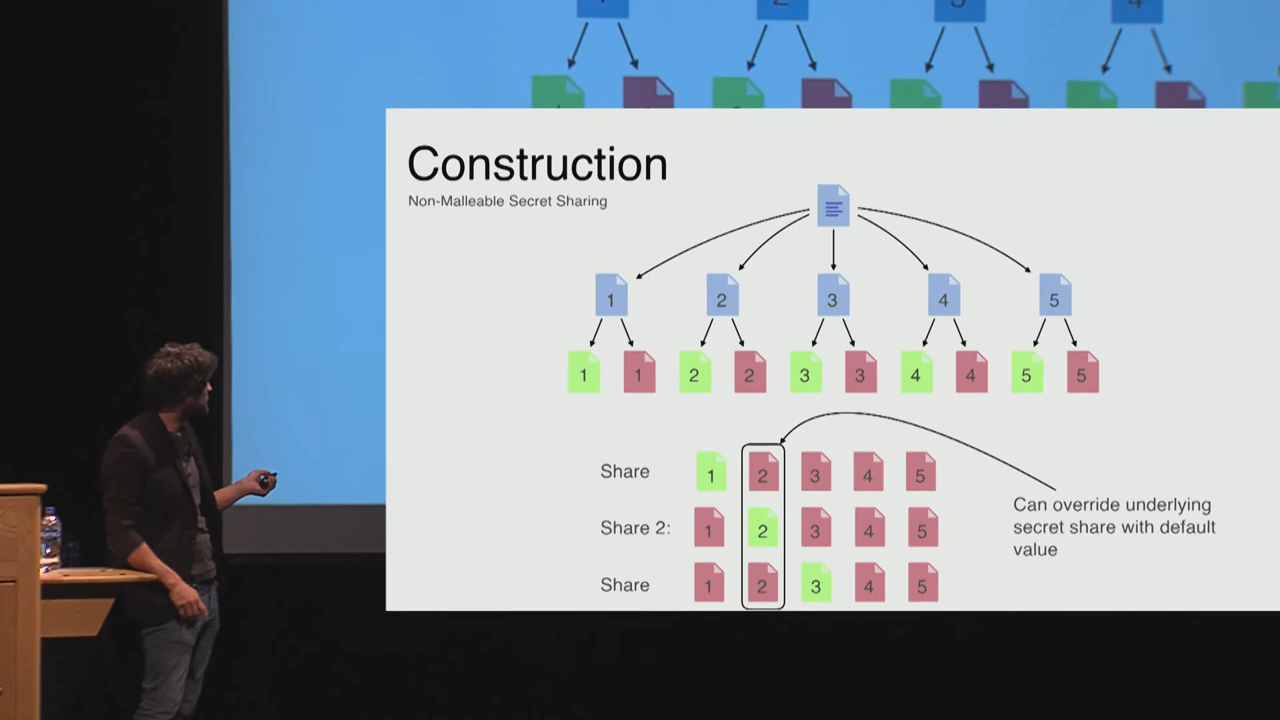 Construction
Non-Malleable Secret Sharing
1 2 3 4 5
1 1 2 2 3 3 4 4 5 5
Share 1 2 3 4 5
Share 2: 1 2 3 4 5
Share 1 2 3 4 5
Can override underlying
secret share with default
value